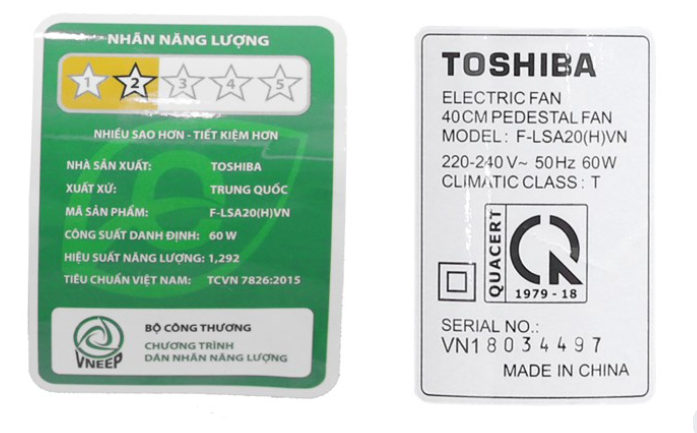 NHÃN NĂNG LƯỢNG
1 2 3 4 5
NHIỀU SAO HƠN - TIẾT KIỆM HƠN
NHÀ SẢN XUẤT: TOSHIBA
XUẤT XỨ: TRUNG QUỐC
MÃ SẢN PHẨM: F-LSA20(H)VN
CÔNG SUẤT DANH ĐỊNH: 60 W
HIỆU SUẤT NĂNG LƯỢNG: 1,292
TIÊU CHUẨN VIỆT NAM: TCVN 7826:2015
VNEEP
BỘ CÔNG THƯƠNG
CHƯƠNG TRÌNH
DÁN NHÃN NĂNG LƯỢNG
TOSHIBA
ELECTRIC FAN
40CM PEDESTAL FAN
MODEL: F-LSA20(H)VN
220-240 V~ 50Hz 60W
CLIMATIC CLASS : T
QUACERT
1979 - 18
SERIAL NO.:
VN18034497
MADE IN CHINA